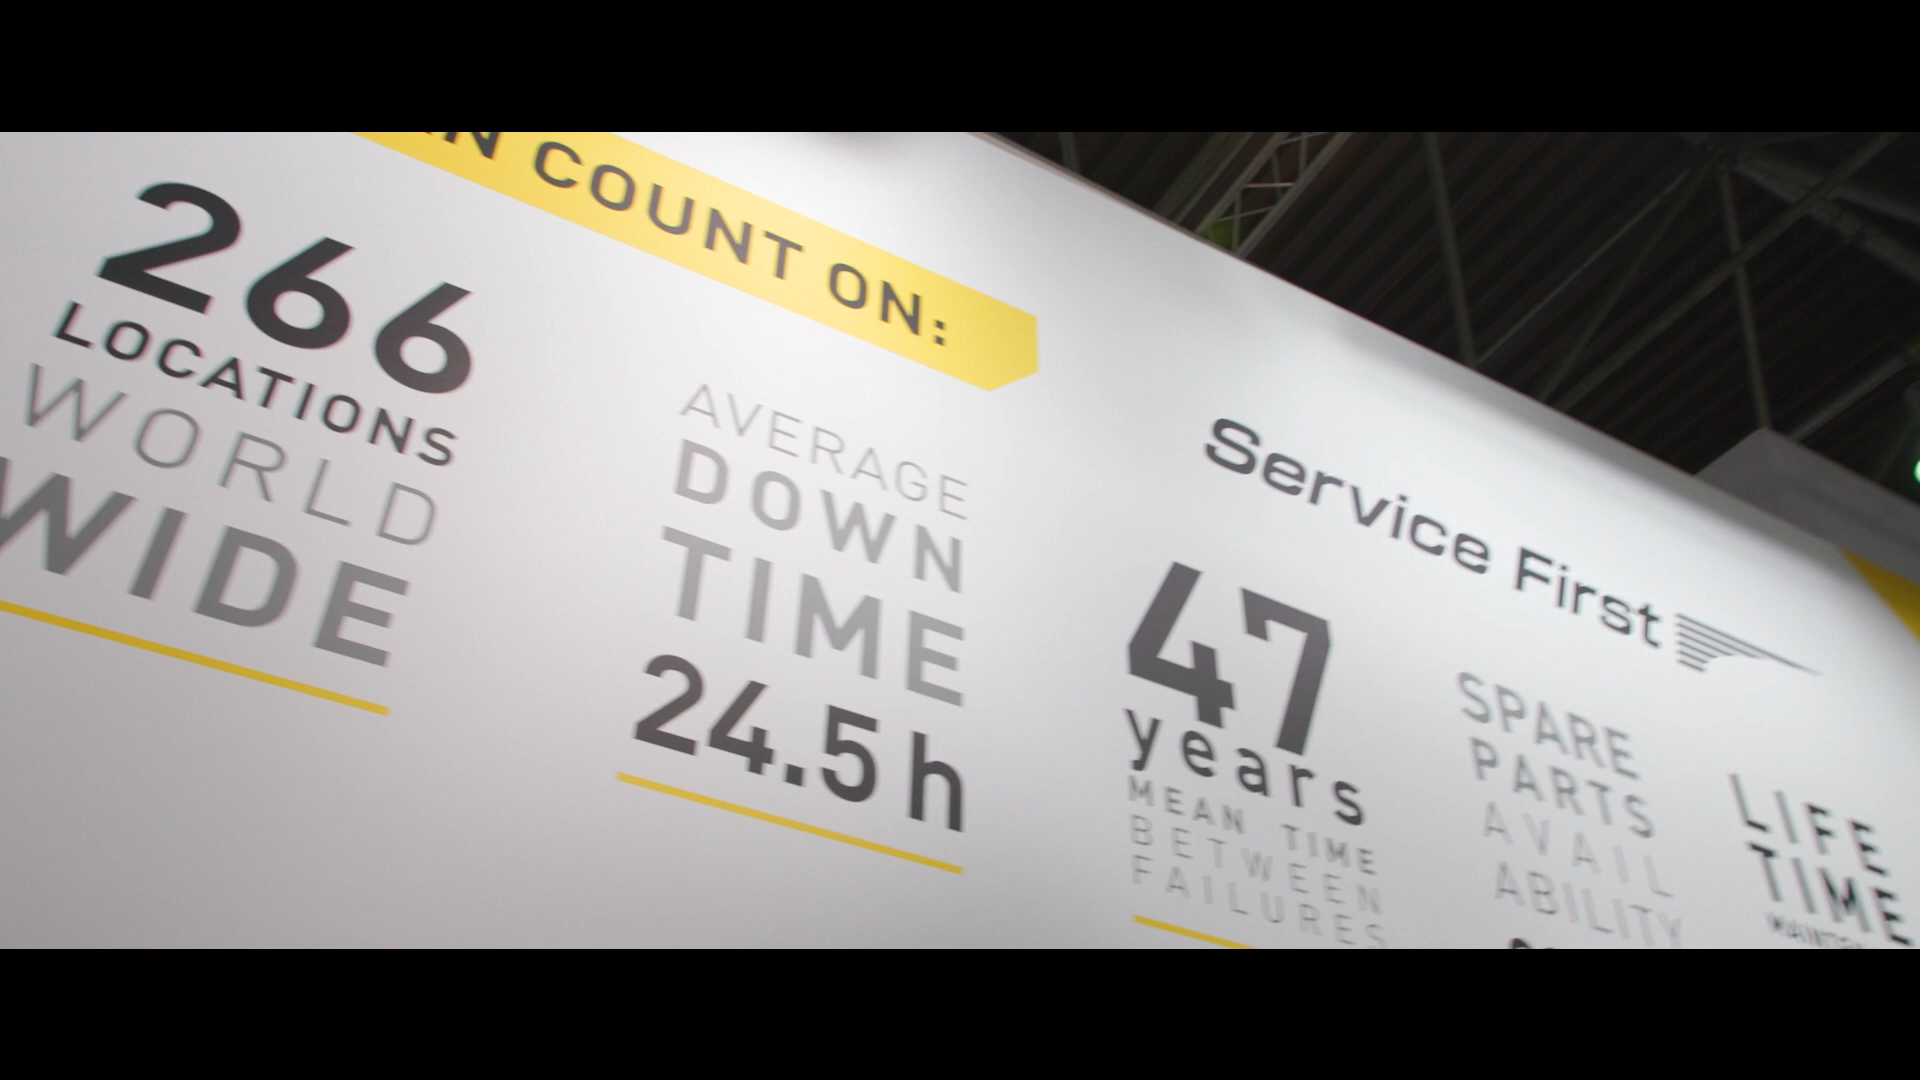 COUNT ON:
266
LOCATIONS
WORLD
WIDE
AVERAGE
DOWN
TIME
24.5 h
Service First
47
years
MEAN TIME
BETWEEN
FAILURES
SPARE
PARTS
AVAIL
ABILITY
LIFE
TIME